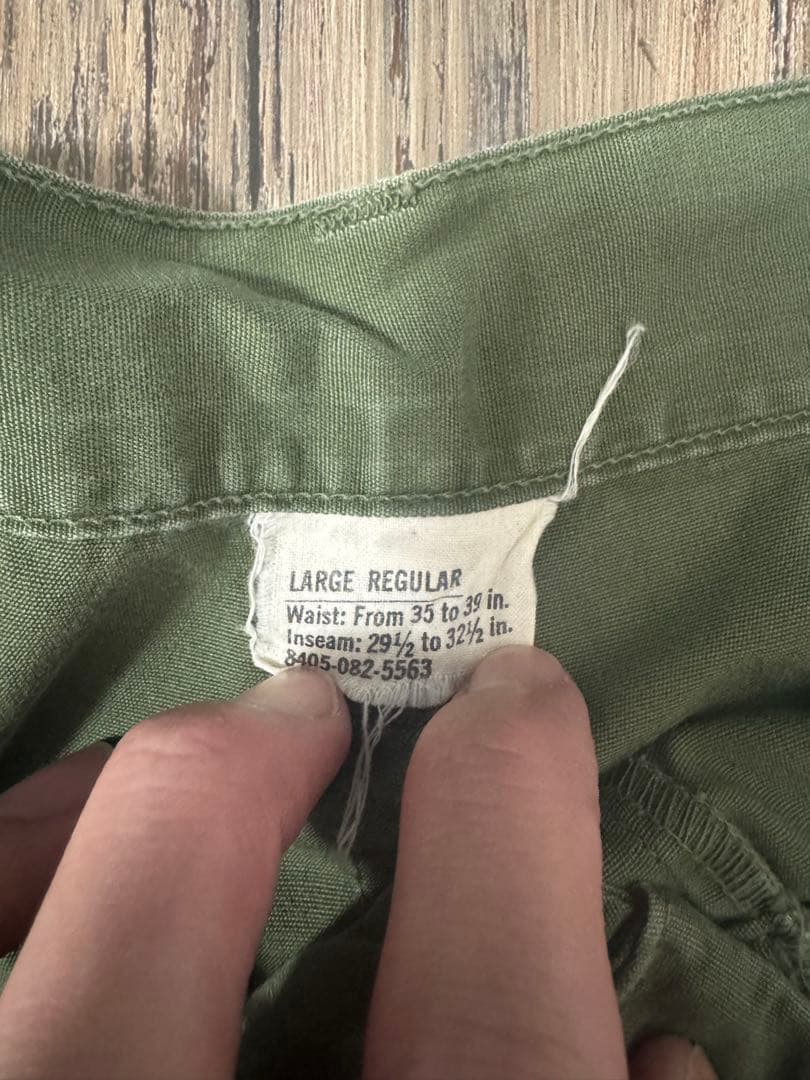 LARGE REGULAR
Waist: From 35 to 39 in.
Inseam: 29½ to 32½ in.
8405-082-5563